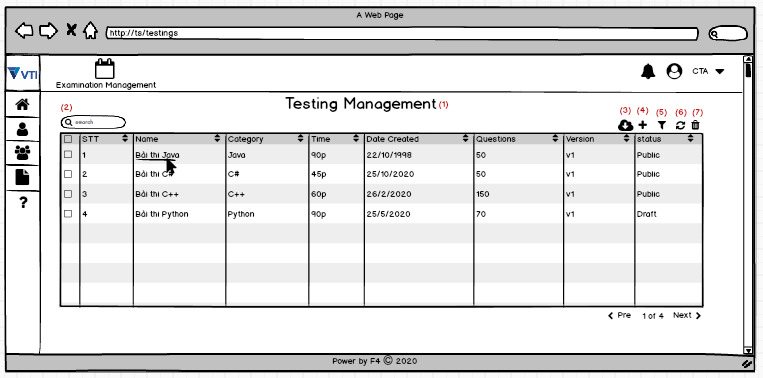 A Web Page
http://ts/testings
VTI
Examination Management
CTA
Testing Management (1)
(2)
(3) (4) (5) (6) (7)
search
STT Name Category Time Date Created Questions Version status
1 Bài thi Java Java 90p 22/10/1998 50 v1 Public
2 Bài thi C# C# 45p 25/10/2020 50 v1 Public
3 Bài thi C++ C++ 60p 26/2/2020 150 v1 Public
4 Bài thi Python Python 90p 25/5/2020 70 v1 Draft
Pre 1 of 4 Next
?
Power by F4 © 2020